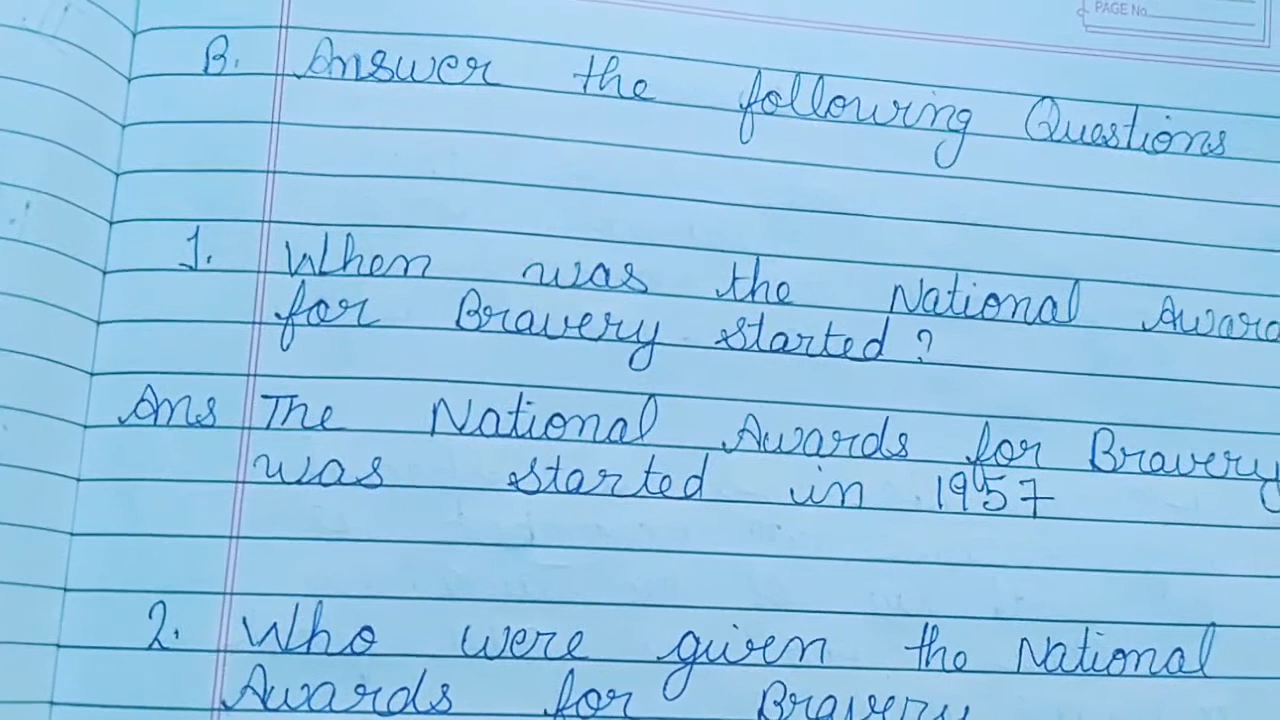 PAGE No.
B. Answer the following Questions
1. When was the National Award
for Bravery started?
Ans The National Awards for Bravery
was started in 1957
2. Who were given the National
Awards for Bravery